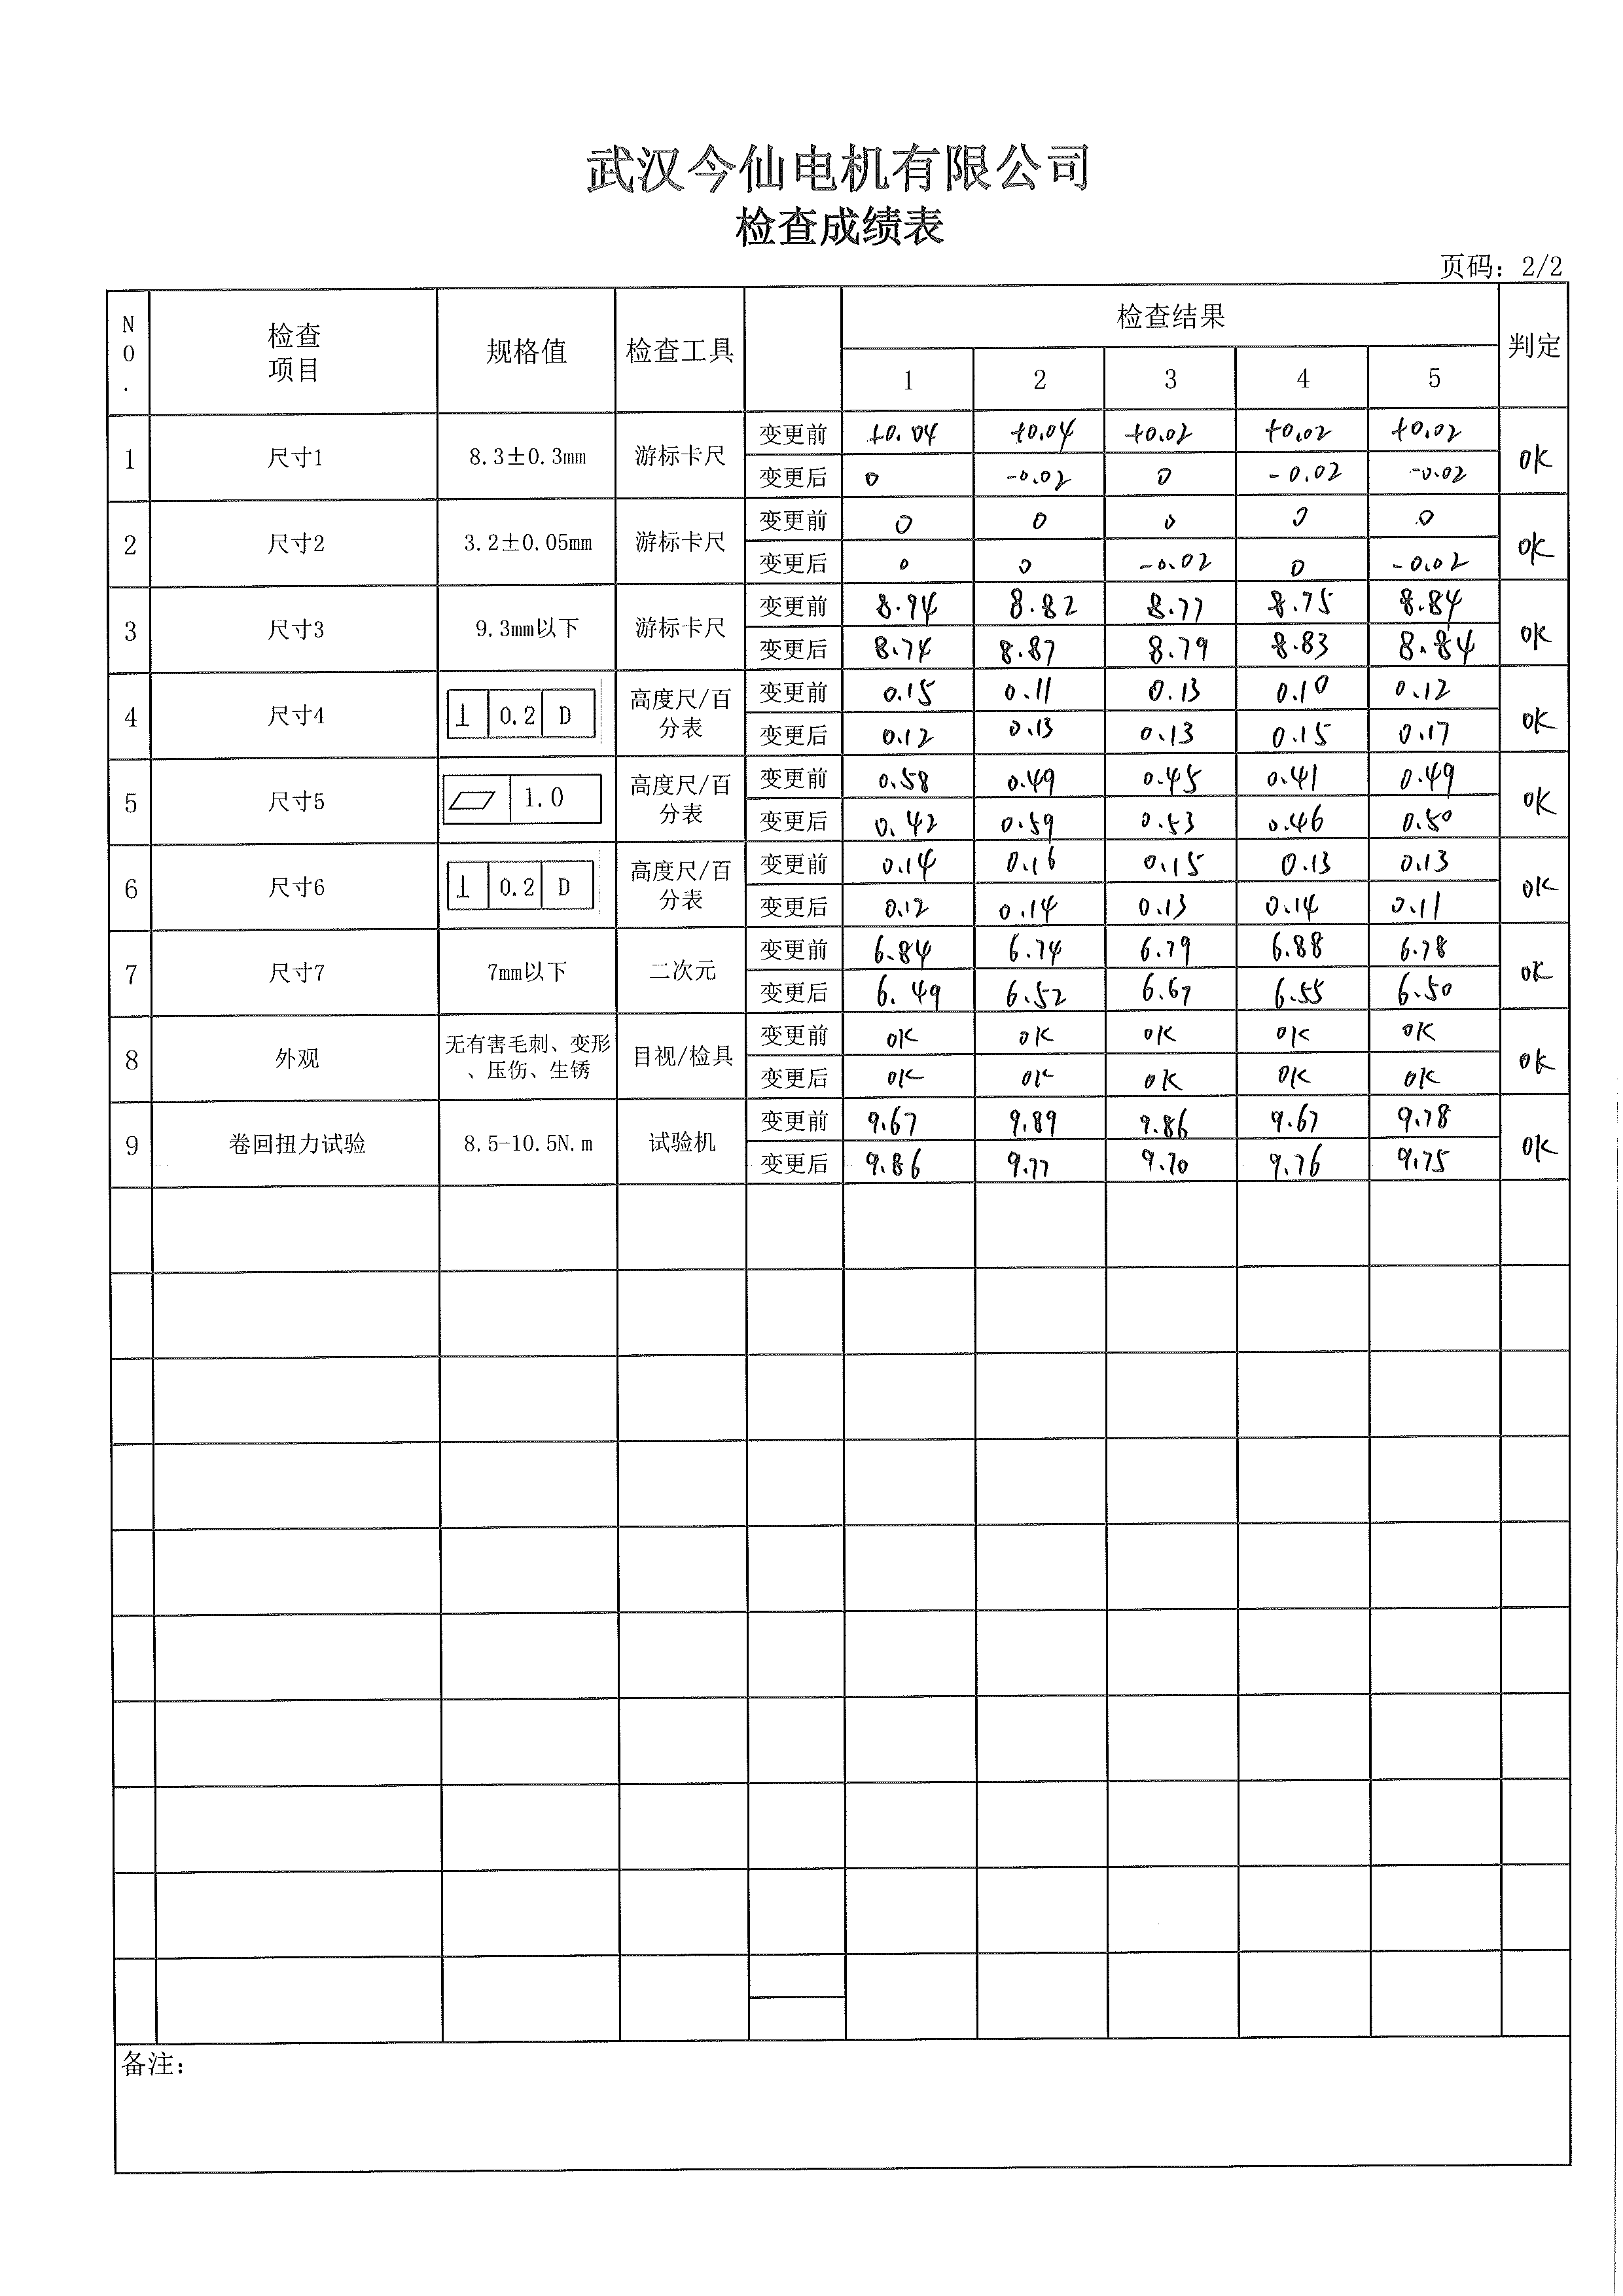 武汉今仙电机有限公司
检查成绩表
页码: 2/2
NO. 检查项目 规格值 检查工具 检查结果 判定
1 2 3 4 5
1 尺寸1 8.3±0.3mm 游标卡尺 变更前 +0.04 +0.04 +0.02 +0.02 +0.02 OK
变更后 0 -0.02 0 -0.02 -0.02
2 尺寸2 3.2±0.05mm 游标卡尺 变更前 0 0 0 0 0 OK
变更后 0 0 -0.02 0 -0.02
3 尺寸3 9.3mm以下 游标卡尺 变更前 8.94 8.82 8.77 8.75 8.84 OK
变更后 8.74 8.87 8.79 8.83 8.84
4 尺寸4 ⊥ 0.2 D 高度尺/百分表 变更前 0.15 0.11 0.13 0.10 0.12 OK
变更后 0.12 0.13 0.13 0.15 0.17
5 尺寸5 ▱ 1.0 高度尺/百分表 变更前 0.58 0.49 0.45 0.41 0.49 OK
变更后 0.42 0.59 0.53 0.46 0.50
6 尺寸6 ⊥ 0.2 D 高度尺/百分表 变更前 0.14 0.16 0.15 0.13 0.13 OK
变更后 0.12 0.14 0.13 0.14 0.11
7 尺寸7 7mm以下 二次元 变更前 6.84 6.74 6.79 6.88 6.78 OK
变更后 6.49 6.52 6.67 6.55 6.50
8 外观 无有害毛刺、变形、压伤、生锈 目视/检具 变更前 OK OK OK OK OK OK
变更后 OK OK OK OK OK
9 卷回扭力试验 8.5-10.5N.m 试验机 变更前 9.67 9.89 9.86 9.67 9.78 OK
变更后 9.86 9.77 9.70 9.76 9.75
备注: